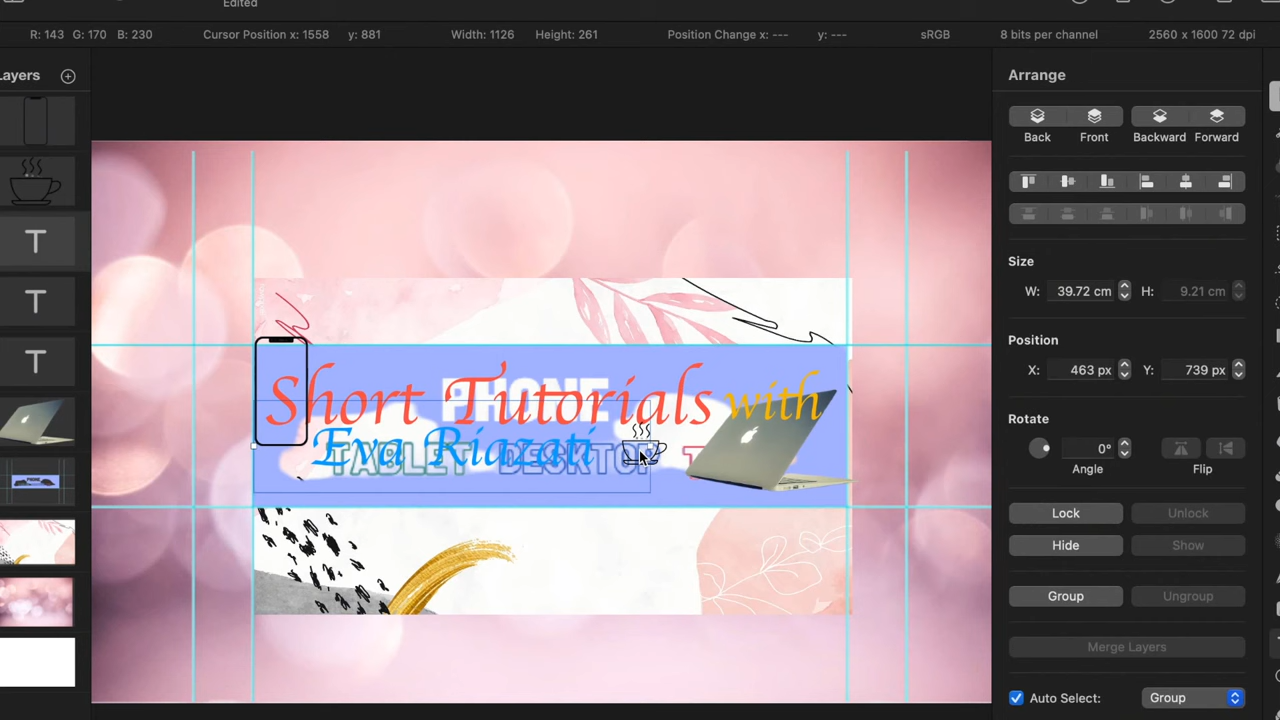 Edited
R: 143 G: 170 B: 230 Cursor Position x: 1558 y: 881 Width: 1126 Height: 261 Position Change x: --- y: --- sRGB 8 bits per channel 2560 x 1600 72 dpi
ayers
Arrange
Back Front Backward Forward
Size
W: 39.72 cm H: 9.21 cm
Position
X: 463 px Y: 739 px
Rotate
0°
Angle Flip
Lock Unlock
Hide Show
Group Ungroup
Merge Layers
Auto Select: Group
T
T
T
PHONE
Short Tutorials with
Eva Riazati
TABLET DESKTOP T